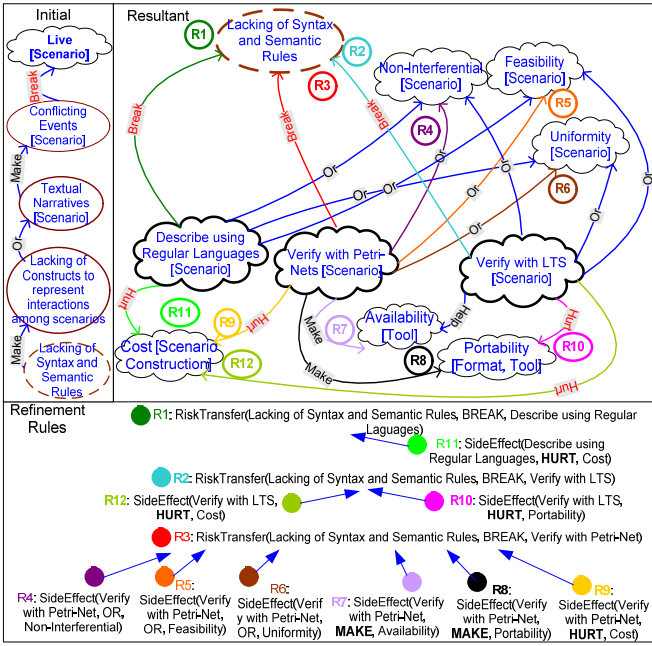 Initial
Live
[Scenario]
Break
Conflicting
Events
[Scenario]
Make
Textual
Narratives
[Scenario]
Or
Lacking of
Constructs to
represent
interactions
among scenarios
Make
Lacking of
Syntax and
Semantic
Rules
Resultant
R1
Lacking of Syntax
and Semantic
Rules
R2
R3
Non-Interferential
[Scenario]
R4
Feasibility
[Scenario]
R5
Uniformity
[Scenario]
R6
Break
Break
Break
Or
Or
Or
Or
Or
Or
Or
Or
Or
Describe using
Regular Languages
[Scenario]
Verify with Petri-
Nets [Scenario]
Verify with LTS
[Scenario]
Hurt
R11
R9
Hurt
Make
R7
Availability
[Tool]
Help
Hurt
R10
Cost [Scenario
Construction]
R12
Make
R8
Portability
[Format, Tool]
Hurt
Refinement
Rules
R1: RiskTransfer(Lacking of Syntax and Semantic Rules, BREAK, Describe using Regular
Laguages)
R11: SideEffect(Describe using
Regular Languages, HURT, Cost)
R2: RiskTransfer(Lacking of Syntax and Semantic Rules, BREAK, Verify with LTS)
R12: SideEffect(Verify with LTS,
HURT, Cost)
R10: SideEffect(Verify with LTS,
HURT, Portability)
R3: RiskTransfer(Lacking of Syntax and Semantic Rules, BREAK, Verify with Petri-Net)
R4: SideEffect(Verify
with Petri-Net, OR,
Non-Interferential)
R5:
SideEffect(Verify
with Petri-Net,
OR, Feasibility)
R6:
SideEffect(Verif
y with Petri-Net,
OR, Uniformity)
R7: SideEffect(Verify
with Petri-Net,
MAKE, Availability)
R8:
SideEffect(Verify
with Petri-Net,
MAKE, Portability)
R9:
SideEffect(Verify
with Petri-Net,
HURT, Cost)